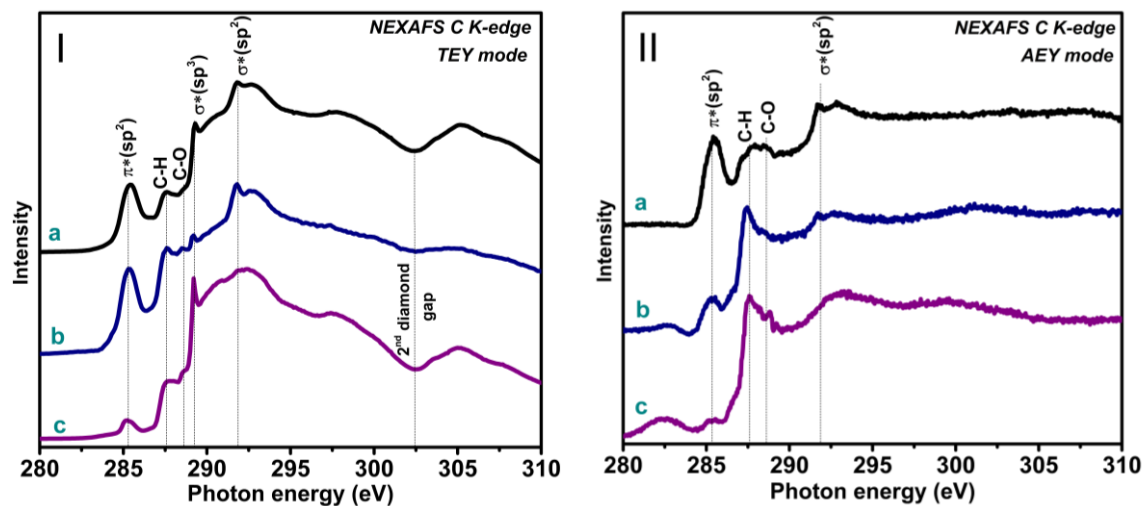 I
NEXAFS C K-edge
TEY mode
π*(sp²)
C-H
C-O
σ*(sp³)
σ*(sp²)
2nd diamond
gap
a
b
c
Intensity
280 285 290 295 300 305 310
Photon energy (eV)
II
NEXAFS C K-edge
AEY mode
π*(sp²)
C-H
C-O
σ*(sp²)
a
b
c
Intensity
280 285 290 295 300 305 310
Photon energy (eV)